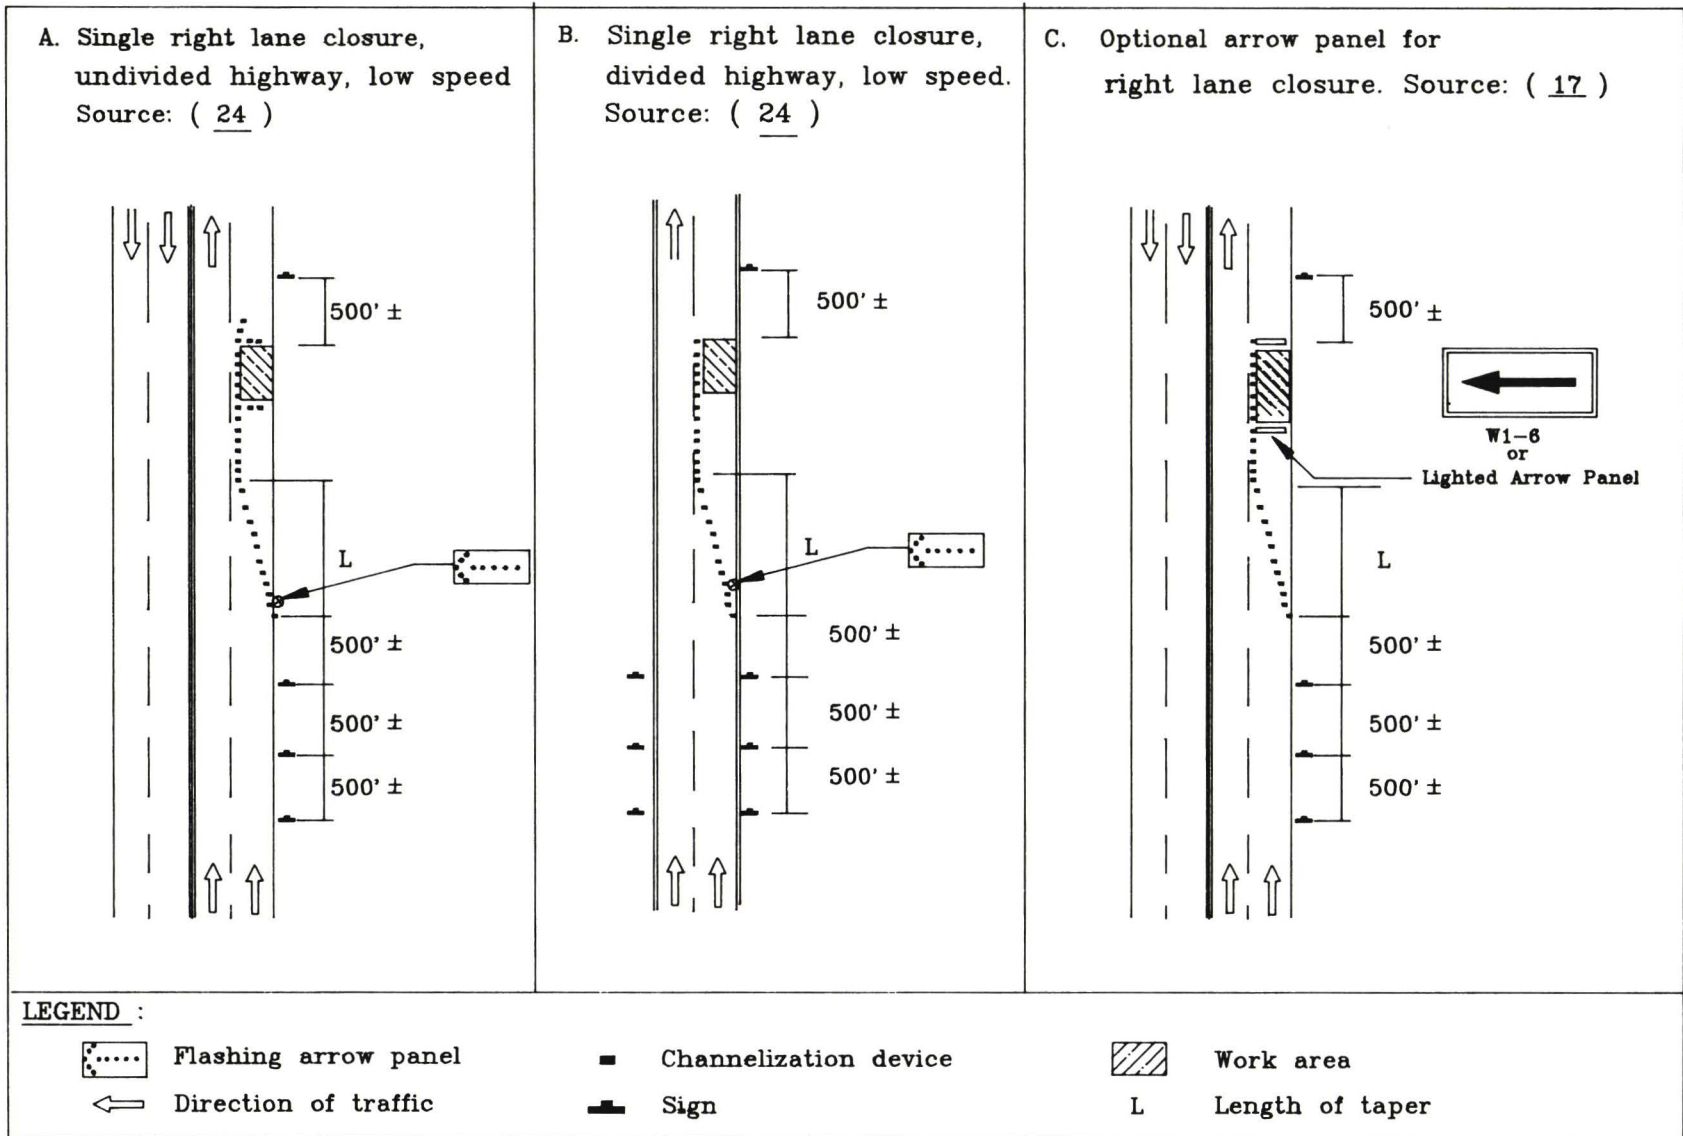 A. Single right lane closure,
undivided highway, low speed
Source: ( 24 )
500' ±
L
500' ±
500' ±
500' ±
B. Single right lane closure,
divided highway, low speed.
Source: ( 24 )
500' ±
L
500' ±
500' ±
500' ±
C. Optional arrow panel for
right lane closure. Source: ( 17 )
500' ±
W1-6
or
Lighted Arrow Panel
L
500' ±
500' ±
500' ±
LEGEND :
Flashing arrow panel
Channelization device
Work area
Direction of traffic
Sign
L Length of taper